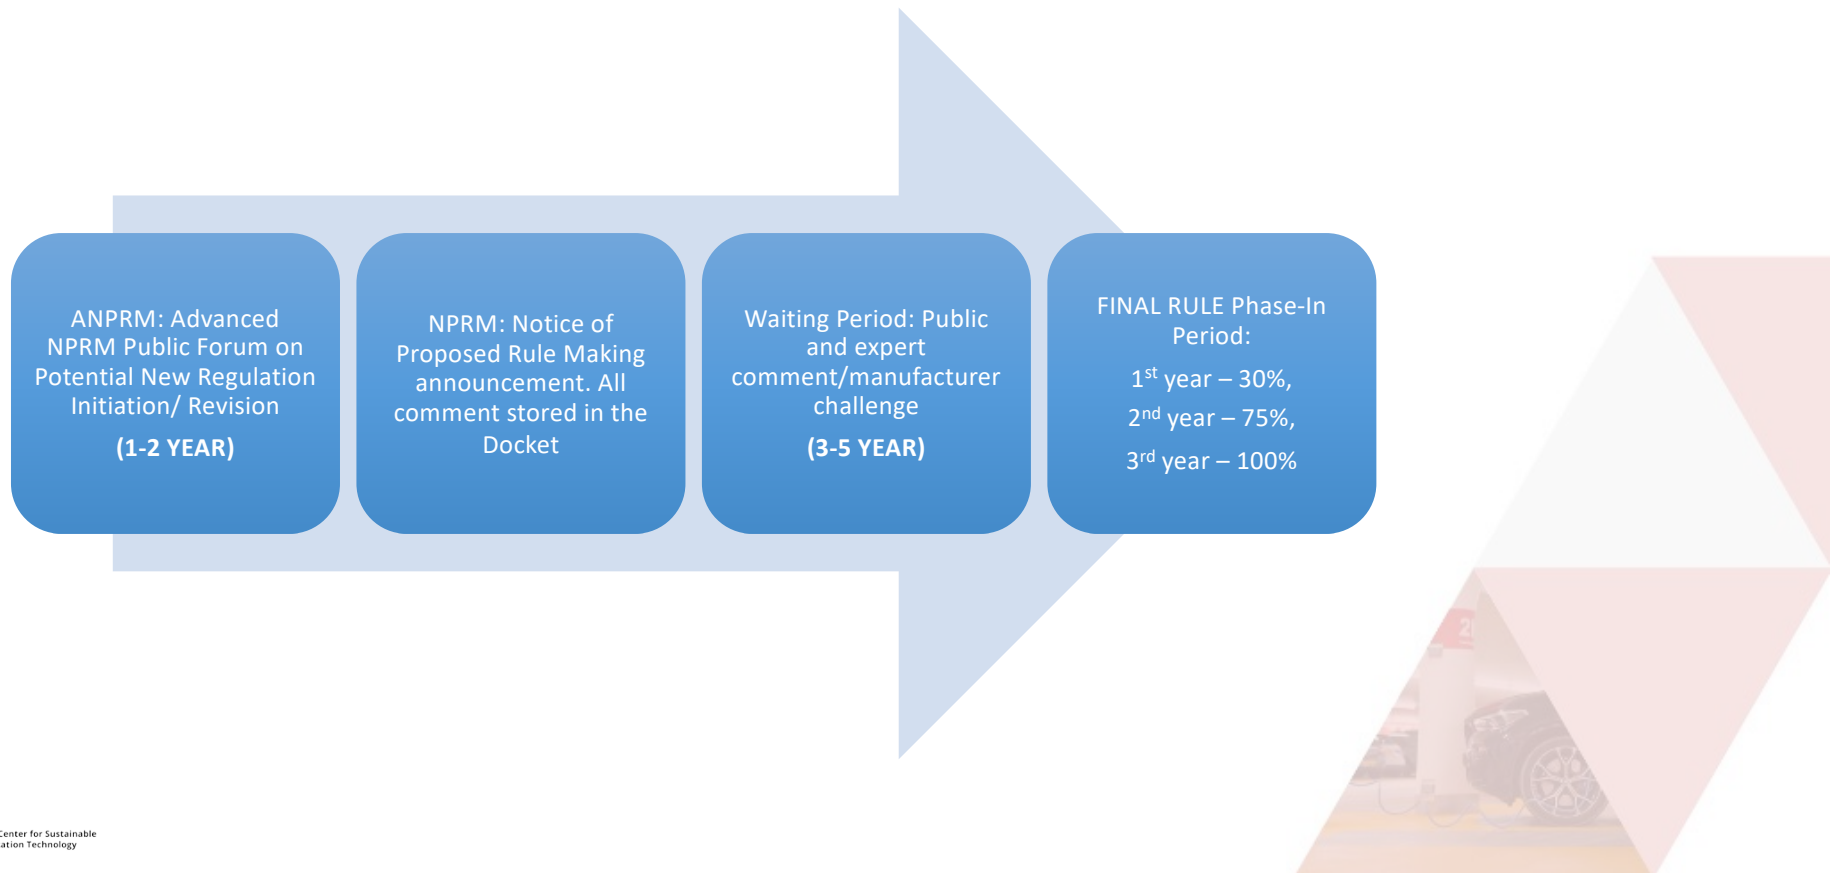 ANPRM: Advanced
NPRM Public Forum on
Potential New Regulation
Initiation/ Revision
(1-2 YEAR)
NPRM: Notice of
Proposed Rule Making
announcement. All
comment stored in the
Docket
Waiting Period: Public
and expert
comment/manufacturer
challenge
(3-5 YEAR)
FINAL RULE Phase-In
Period:
1st year – 30%,
2nd year – 75%,
3rd year – 100%
Center for Sustainable
Technology